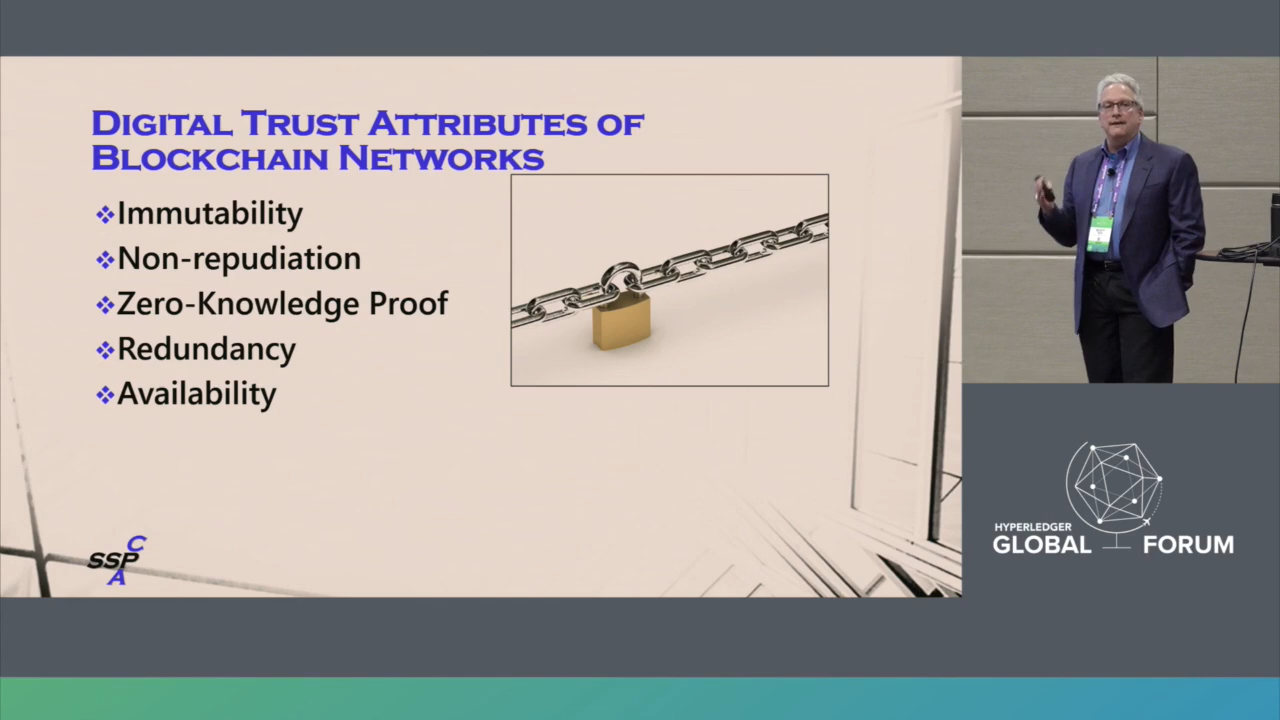 DIGITAL TRUST ATTRIBUTES OF
BLOCKCHAIN NETWORKS
Immutability
Non-repudiation
Zero-Knowledge Proof
Redundancy
Availability
C
SSP
A
HYPERLEDGER
GLOBAL FORUM